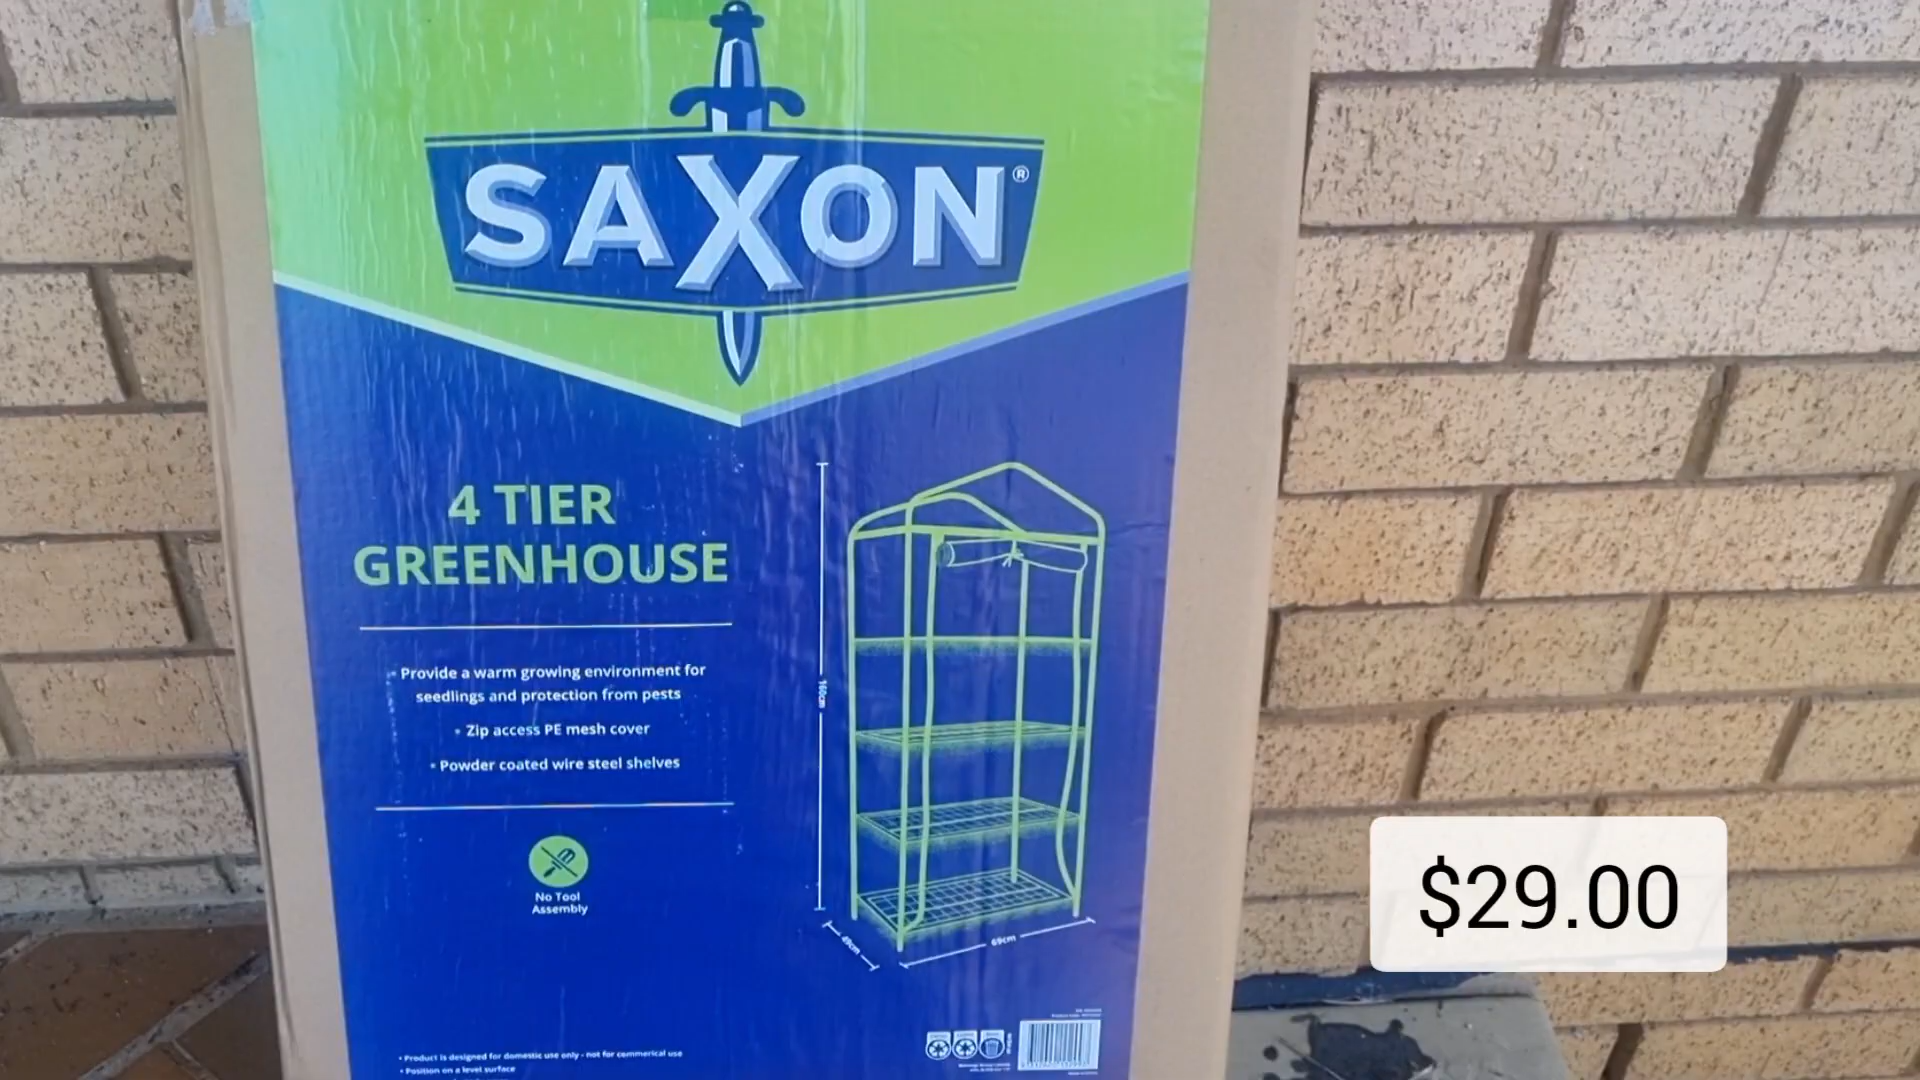 SAXON®
4 TIER
GREENHOUSE
• Provide a warm growing environment for
seedlings and protection from pests
• Zip access PE mesh cover
• Powder coated wire steel shelves
No Tool
Assembly
160cm
49cm
69cm
$29.00
• Product is designed for domestic use only - not for commerical use
• Position on a level surface